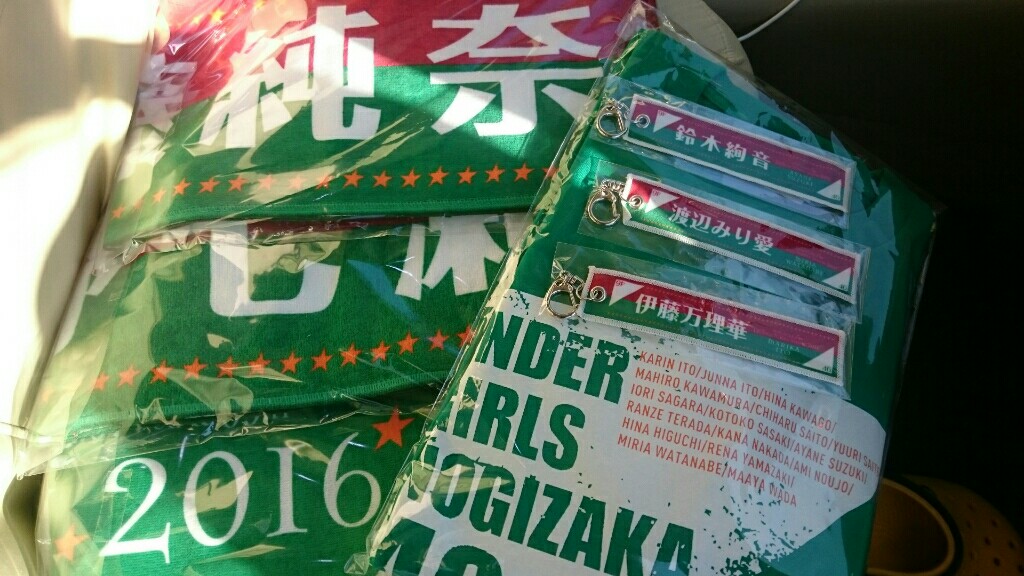 純奈
2016
鈴木絢音
渡辺みり愛
伊藤万理華
NDER
IRLS
OGIZAKA
KARIN ITO/JUNNA ITO/HINA KAWAGO/
MAHIRO KAWAMURA/CHIHARU SAITO/YUURI SAITO
IORI SAGARA/KOTOKO SASAKI/AYANE SUZUKI/
RANZE TERADA/KANA NAKADA/AMI NOUJO/
HINA HIGUCHI/RENA YAMAZAKI/
MIRIA WATANABE/MAAYA WADA